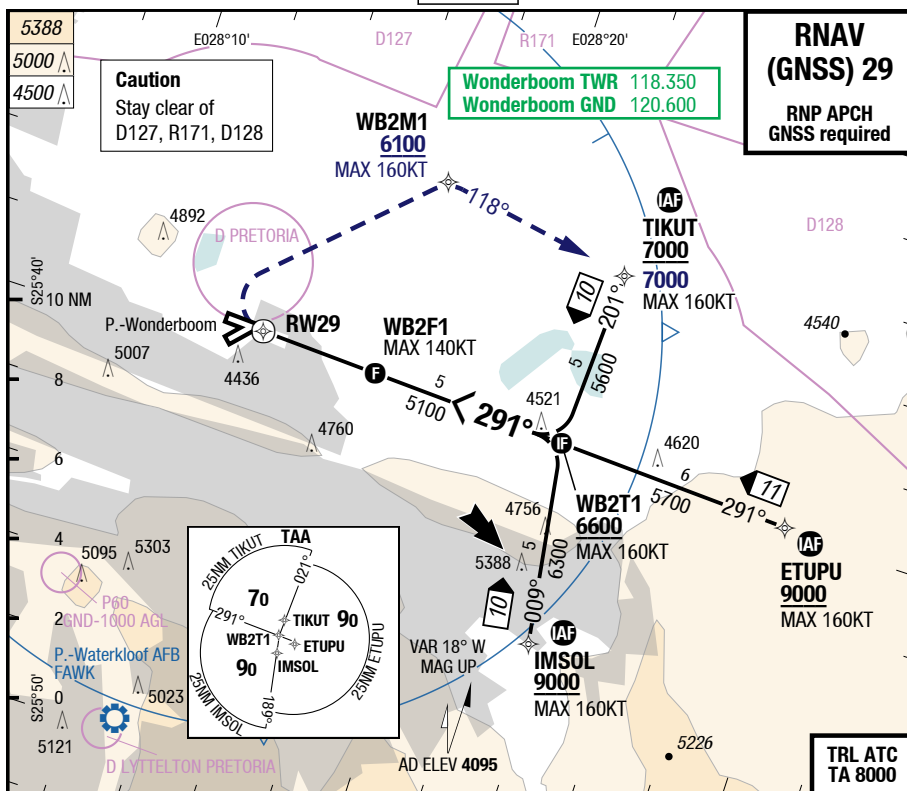 5388
5000
4500
E028°10'
D127
R171
E028°20'
RNAV
(GNSS) 29
RNP APCH
GNSS required
Caution
Stay clear of
D127, R171, D128
Wonderboom TWR 118.350
Wonderboom GND 120.600
WB2M1
6100
MAX 160KT
118°
IAF
TIKUT
7000
7000
MAX 160KT
D128
4892
D PRETORIA
S25°40'
10 NM
P.-Wonderboom
RW29
WB2F1
MAX 140KT
10
201°
5
5600
4540
5007
4436
F
5
5100
291°
4521
IF
8
4760
4620
6
5700
11
291°
6
WB2T1
6600
MAX 160KT
4756
IAF
ETUPU
9000
MAX 160KT
4
5095
5303
5388
5
6300
P60
GND-1000 AGL
TAA
25NM TIKUT
021°
70
291°
TIKUT
90
WB2T1
ETUPU
IMSOL
90
25NM ETUPU
25NM IMSOL
189°
10
009°
2
IAF
IMSOL
9000
MAX 160KT
VAR 18° W
MAG UP
P.-Waterkloof AFB
FAWK
S25°50'
0
5023
5121
D LYTTELTON PRETORIA
AD ELEV 4095
5226
TRL ATC
TA 8000